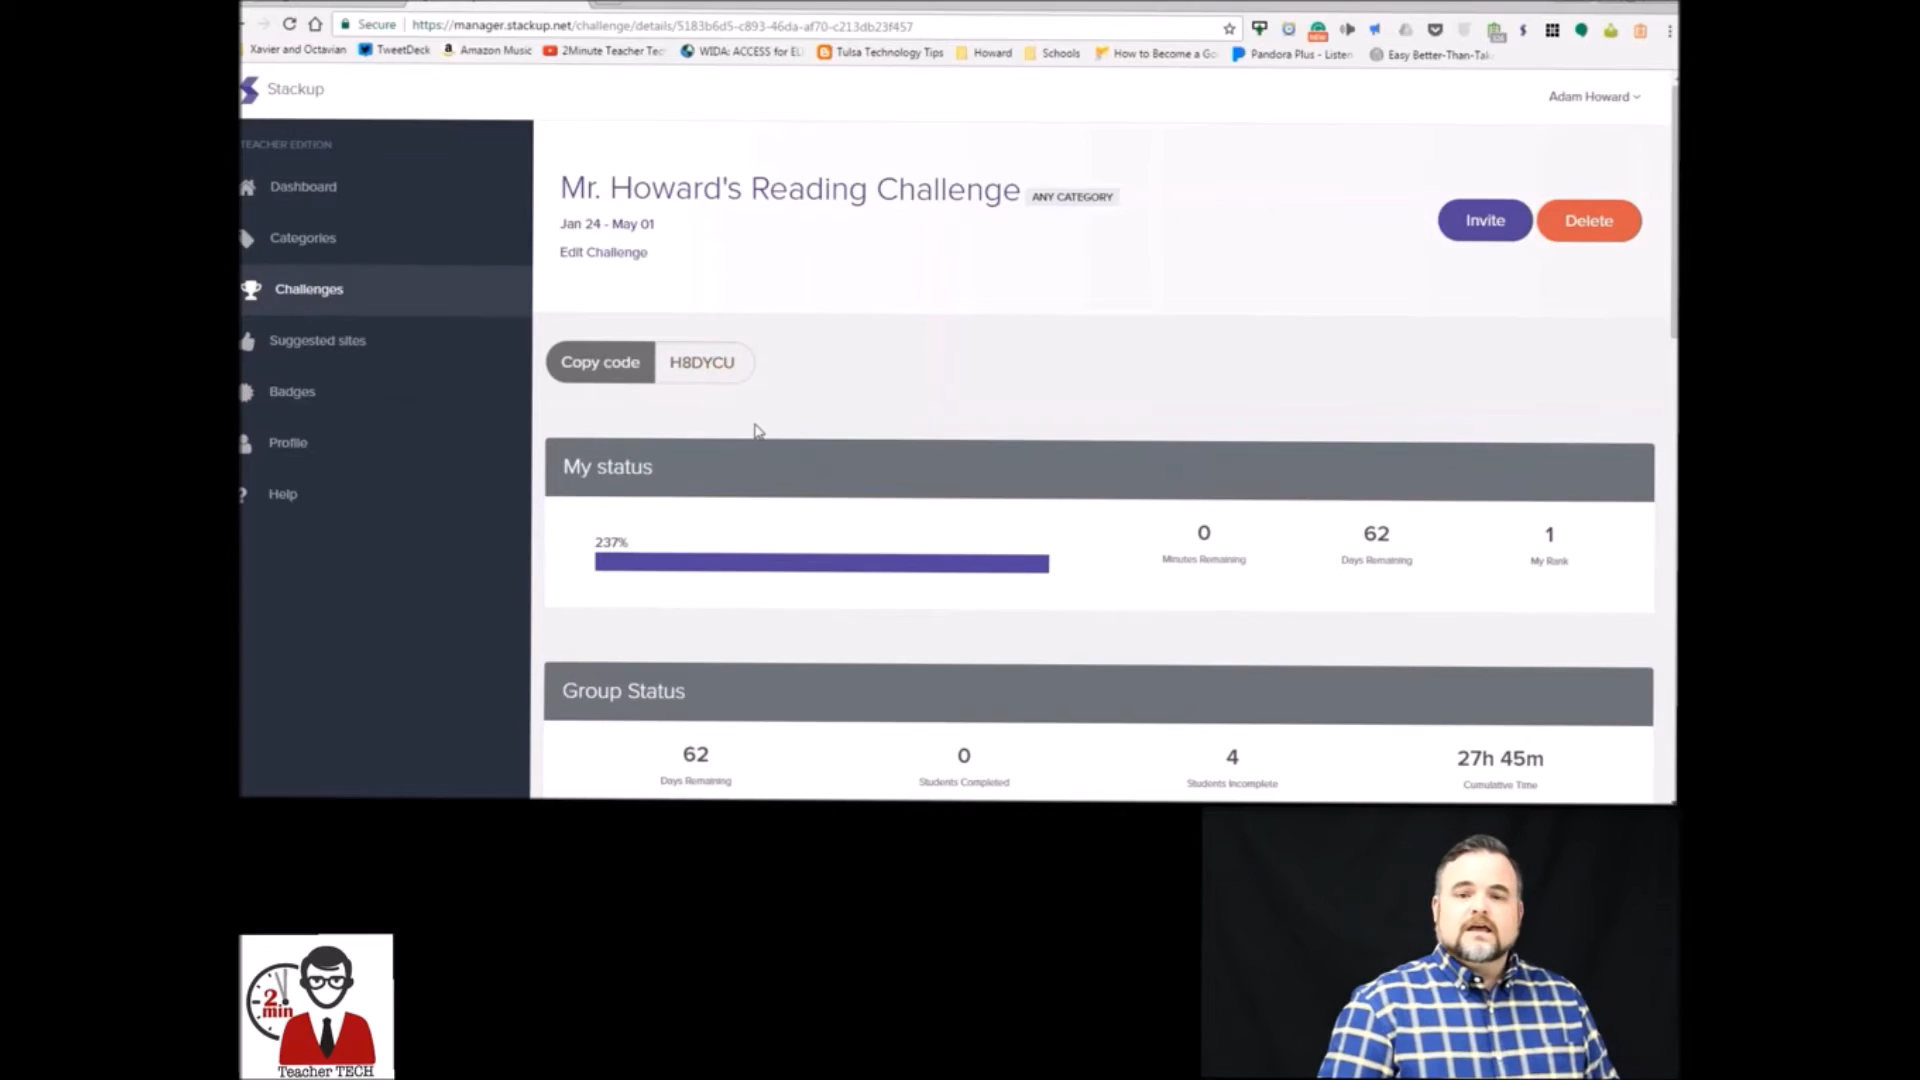 Secure https://manager.stackup.net/challenge/details/5183b6d5-c893-46da-af70-c213db23f457
Xavier and Octavian TweetDeck Amazon Music 2Minute Teacher Tec WIDA: ACCESS for EL Tulsa Technology Tips Howard Schools How to Become a Go Pandora Plus - Listen Easy Better-Than-Tak
Stackup
Adam Howard
TEACHER EDITION
Dashboard
Categories
Challenges
Suggested sites
Badges
Profile
Help
Mr. Howard's Reading Challenge ANY CATEGORY
Jan 24 - May 01
Edit Challenge
Invite Delete
Copy code H8DYCU
My status
237%
0 62 1
Minutes Remaining Days Remaining My Rank
Group Status
62 0 4 27h 45m
Days Remaining Students Completed Students Incomplete Cumulative Time
2
min
Teacher TECH